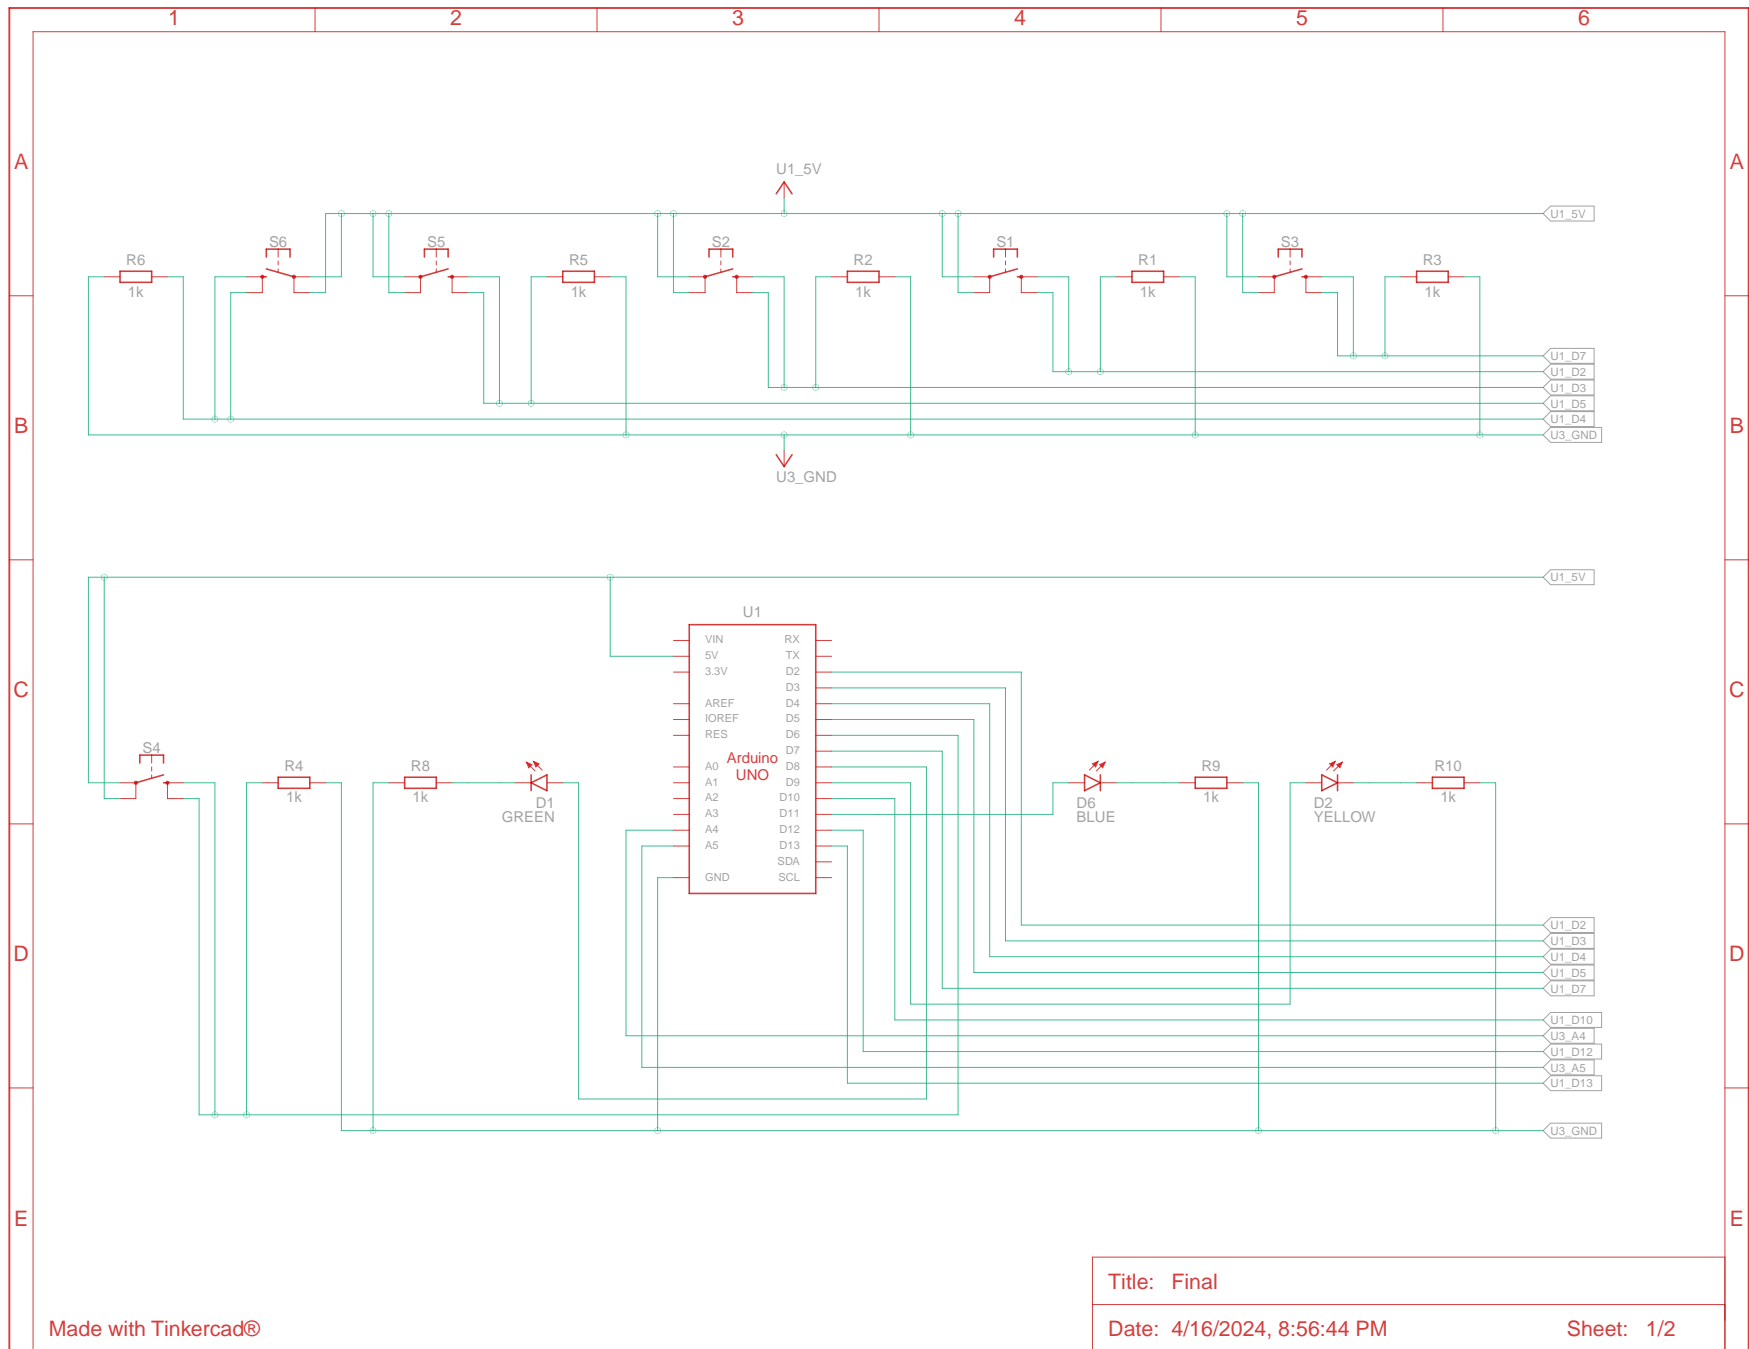 1 2 3 4 5 6
A A
U1_5V
U1_5V
S6 S5 S2 S1 S3
R6 R5 R2 R1 R3
1k 1k 1k 1k 1k
U1_D7
U1_D2
U1_D3
U1_D5
U1_D4
B B
U3_GND
U3_GND
U1_5V
U1
VIN RX
5V TX
3.3V D2
D3
C C
AREF D4
IOREF D5
RES D6
D7
Arduino
UNO
A0 D8
A1 D9
A2 D10
A3 D11
A4 D12
A5 D13
SDA
GND SCL
S4
R4 R8 R9 R10
1k 1k 1k 1k
D1
GREEN
D6
BLUE
D2
YELLOW
U1_D2
U1_D3
D D
U1_D4
U1_D5
U1_D7
U1_D10
U3_A4
U1_D12
U3_A5
U1_D13
U3_GND
E E
Title: Final
Made with Tinkercad®
Date: 4/16/2024, 8:56:44 PM Sheet: 1/2